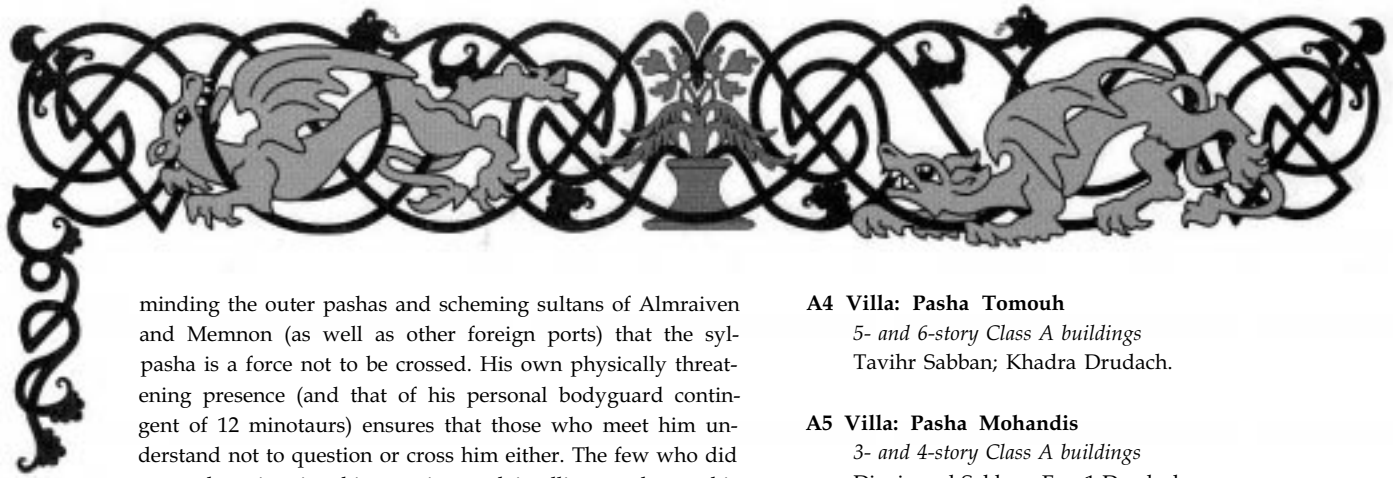 minding the outer pashas and scheming sultans of Almraiven
and Memnon (as well as other foreign ports) that the syl-
pasha is a force not to be crossed. His own physically threat-
ening presence (and that of his personal bodyguard contin-
gent of 12 minotaurs) ensures that those who meet him un-
derstand not to question or cross him either. The few who did
A4 Villa: Pasha Tomouh
5- and 6-story Class A buildings
Tavihr Sabban; Khadra Drudach.
A5 Villa: Pasha Mohandis
3- and 4-story Class A buildings